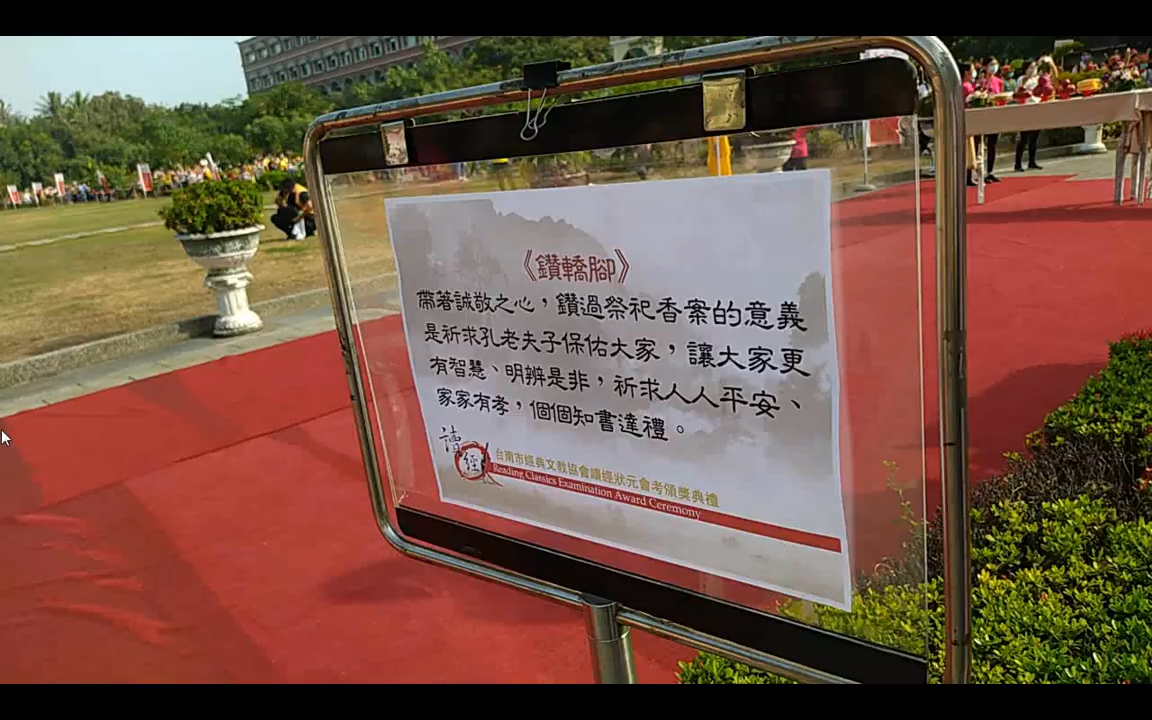 《鑽轎腳》
帶著誠敬之心，鑽過祭祀香案的意義
是祈求孔老夫子保佑大家，讓大家更
有智慧、明辨是非，祈求人人平安、
家家有孝，個個知書達禮。
讀
經
台南市經典文教協會讀經狀元會考頒獎典禮
Reading Classics Examination Award Ceremony